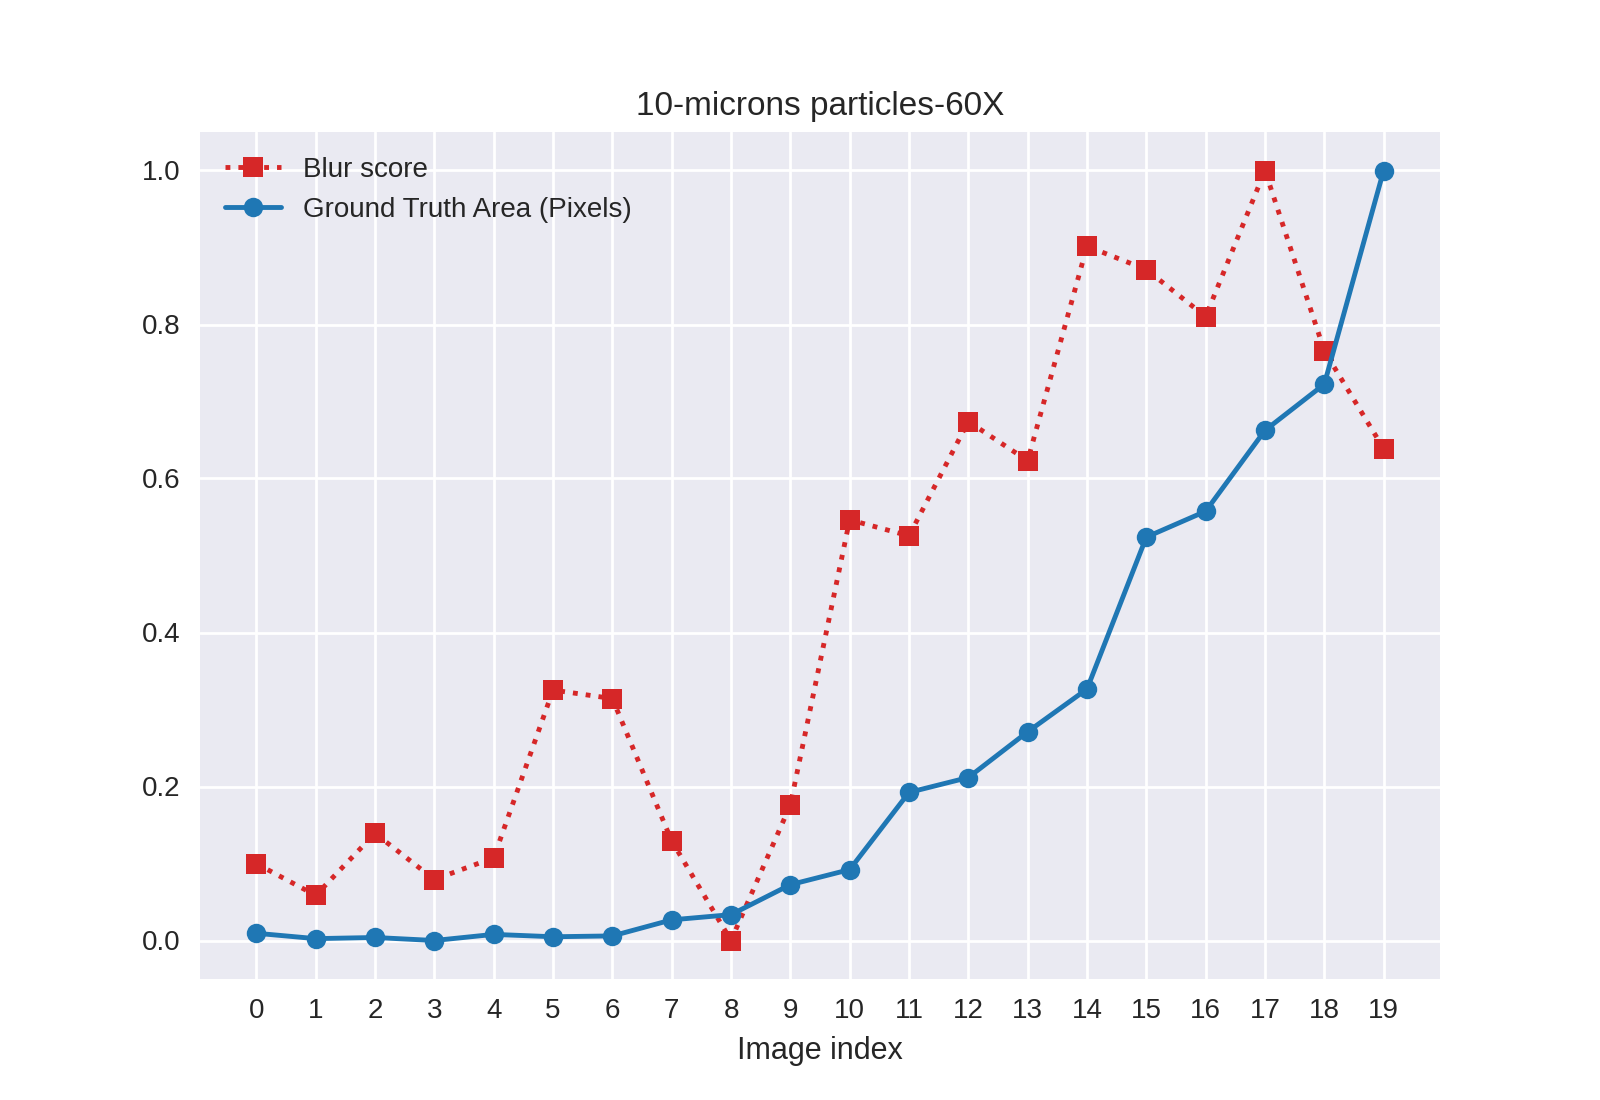 10-microns particles-60X
Blur score
Ground Truth Area (Pixels)
1.0
0.8
0.6
0.4
0.2
0.0
0 1 2 3 4 5 6 7 8 9 10 11 12 13 14 15 16 17 18 19
Image index